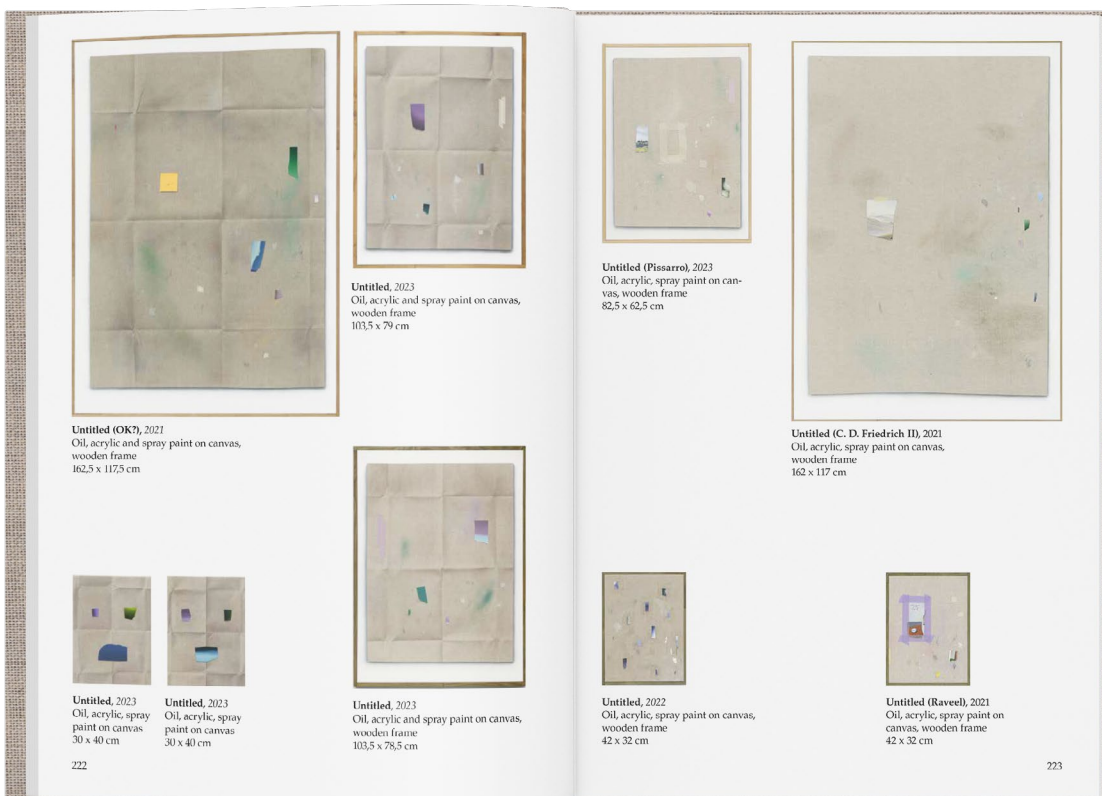 Untitled (OK?), 2021
Oil, acrylic and spray paint on canvas,
wooden frame
162,5 x 117,5 cm
Untitled, 2023
Oil, acrylic and spray paint on canvas,
wooden frame
103,5 x 79 cm
Untitled, 2023
Oil, acrylic, spray
paint on canvas
30 x 40 cm
Untitled, 2023
Oil, acrylic, spray
paint on canvas
30 x 40 cm
Untitled, 2023
Oil, acrylic and spray paint on canvas,
wooden frame
103,5 x 78,5 cm
222
Untitled (Pissarro), 2023
Oil, acrylic, spray paint on can-
vas, wooden frame
82,5 x 62,5 cm
Untitled (C. D. Friedrich II), 2021
Oil, acrylic, spray paint on canvas,
wooden frame
162 x 117 cm
Untitled, 2022
Oil, acrylic, spray paint on canvas,
wooden frame
42 x 32 cm
Untitled (Raveel), 2021
Oil, acrylic, spray paint on
canvas, wooden frame
42 x 32 cm
223